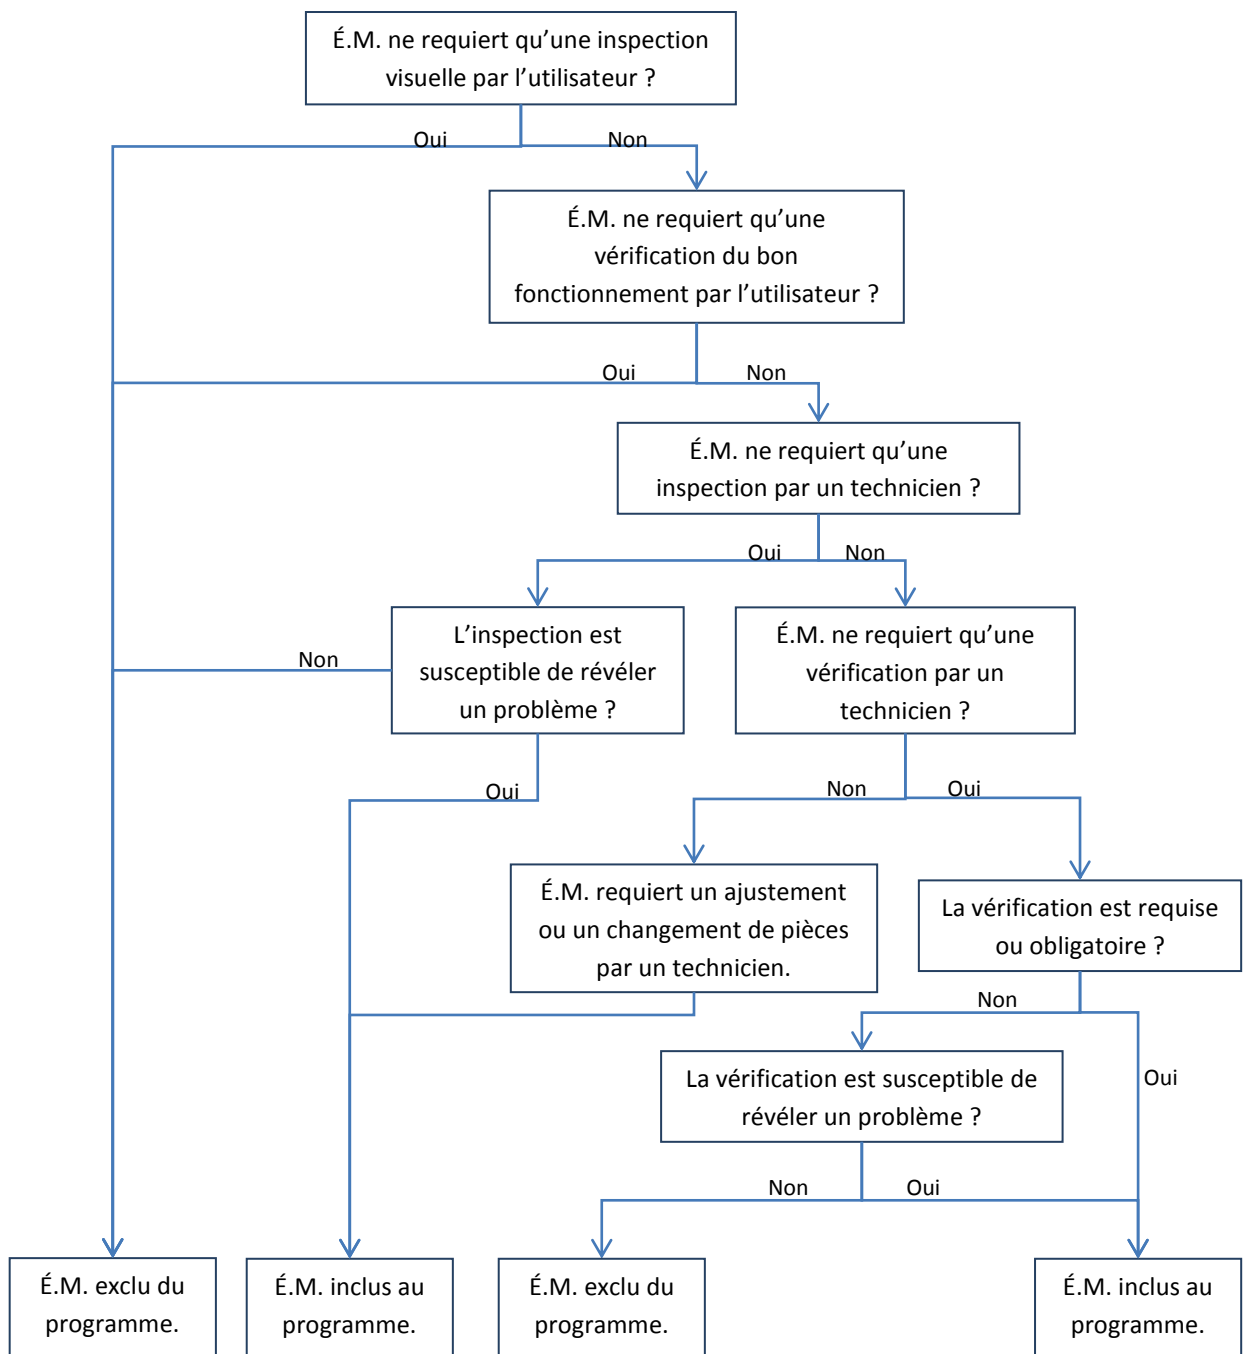 É.M. ne requiert qu’une inspection
visuelle par l’utilisateur ?
Oui
Non
É.M. ne requiert qu’une
vérification du bon
fonctionnement par l’utilisateur ?
Oui
Non
É.M. ne requiert qu’une
inspection par un technicien ?
Oui
Non
L’inspection est
susceptible de révéler
un problème ?
É.M. ne requiert qu’une
vérification par un
technicien ?
Non
Oui
Non
Oui
É.M. requiert un ajustement
ou un changement de pièces
par un technicien.
La vérification est requise
ou obligatoire ?
Non
Oui
La vérification est susceptible de
révéler un problème ?
Non
Oui
É.M. exclu du
programme.
É.M. inclus au
programme.
É.M. exclu du
programme.
É.M. inclus au
programme.